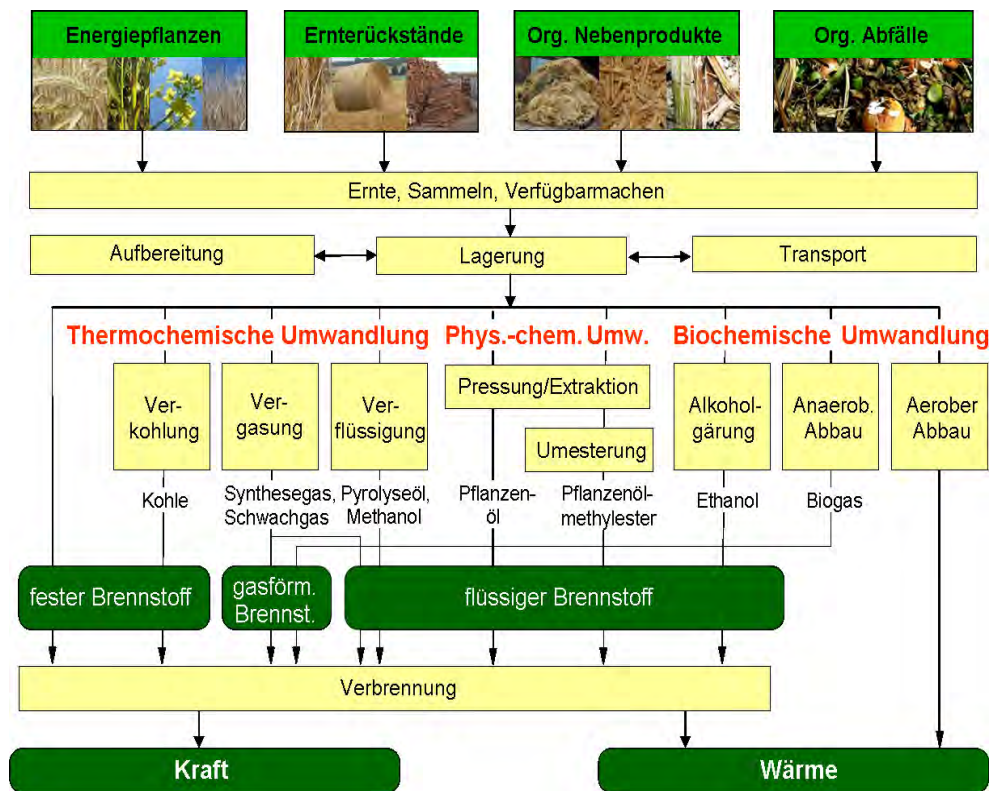 Energiepflanzen
Ernterückstände
Org. Nebenprodukte
Org. Abfälle
Ernte, Sammeln, Verfügbarmachen
Aufbereitung
Lagerung
Transport
Thermochemische Umwandlung
Phys.-chem. Umw.
Biochemische Umwandlung
Ver-
kohlung
Ver-
gasung
Ver-
flüssigung
Pressung/Extraktion
Umesterung
Alkohol-
gärung
Anaerob.
Abbau
Aerober
Abbau
Kohle
Synthesegas,
Schwachgas
Pyrolyseöl,
Methanol
Pflanzen-
öl
Pflanzenöl-
methylester
Ethanol
Biogas
fester Brennstoff
gasförm.
Brennst.
flüssiger Brennstoff
Verbrennung
Kraft
Wärme